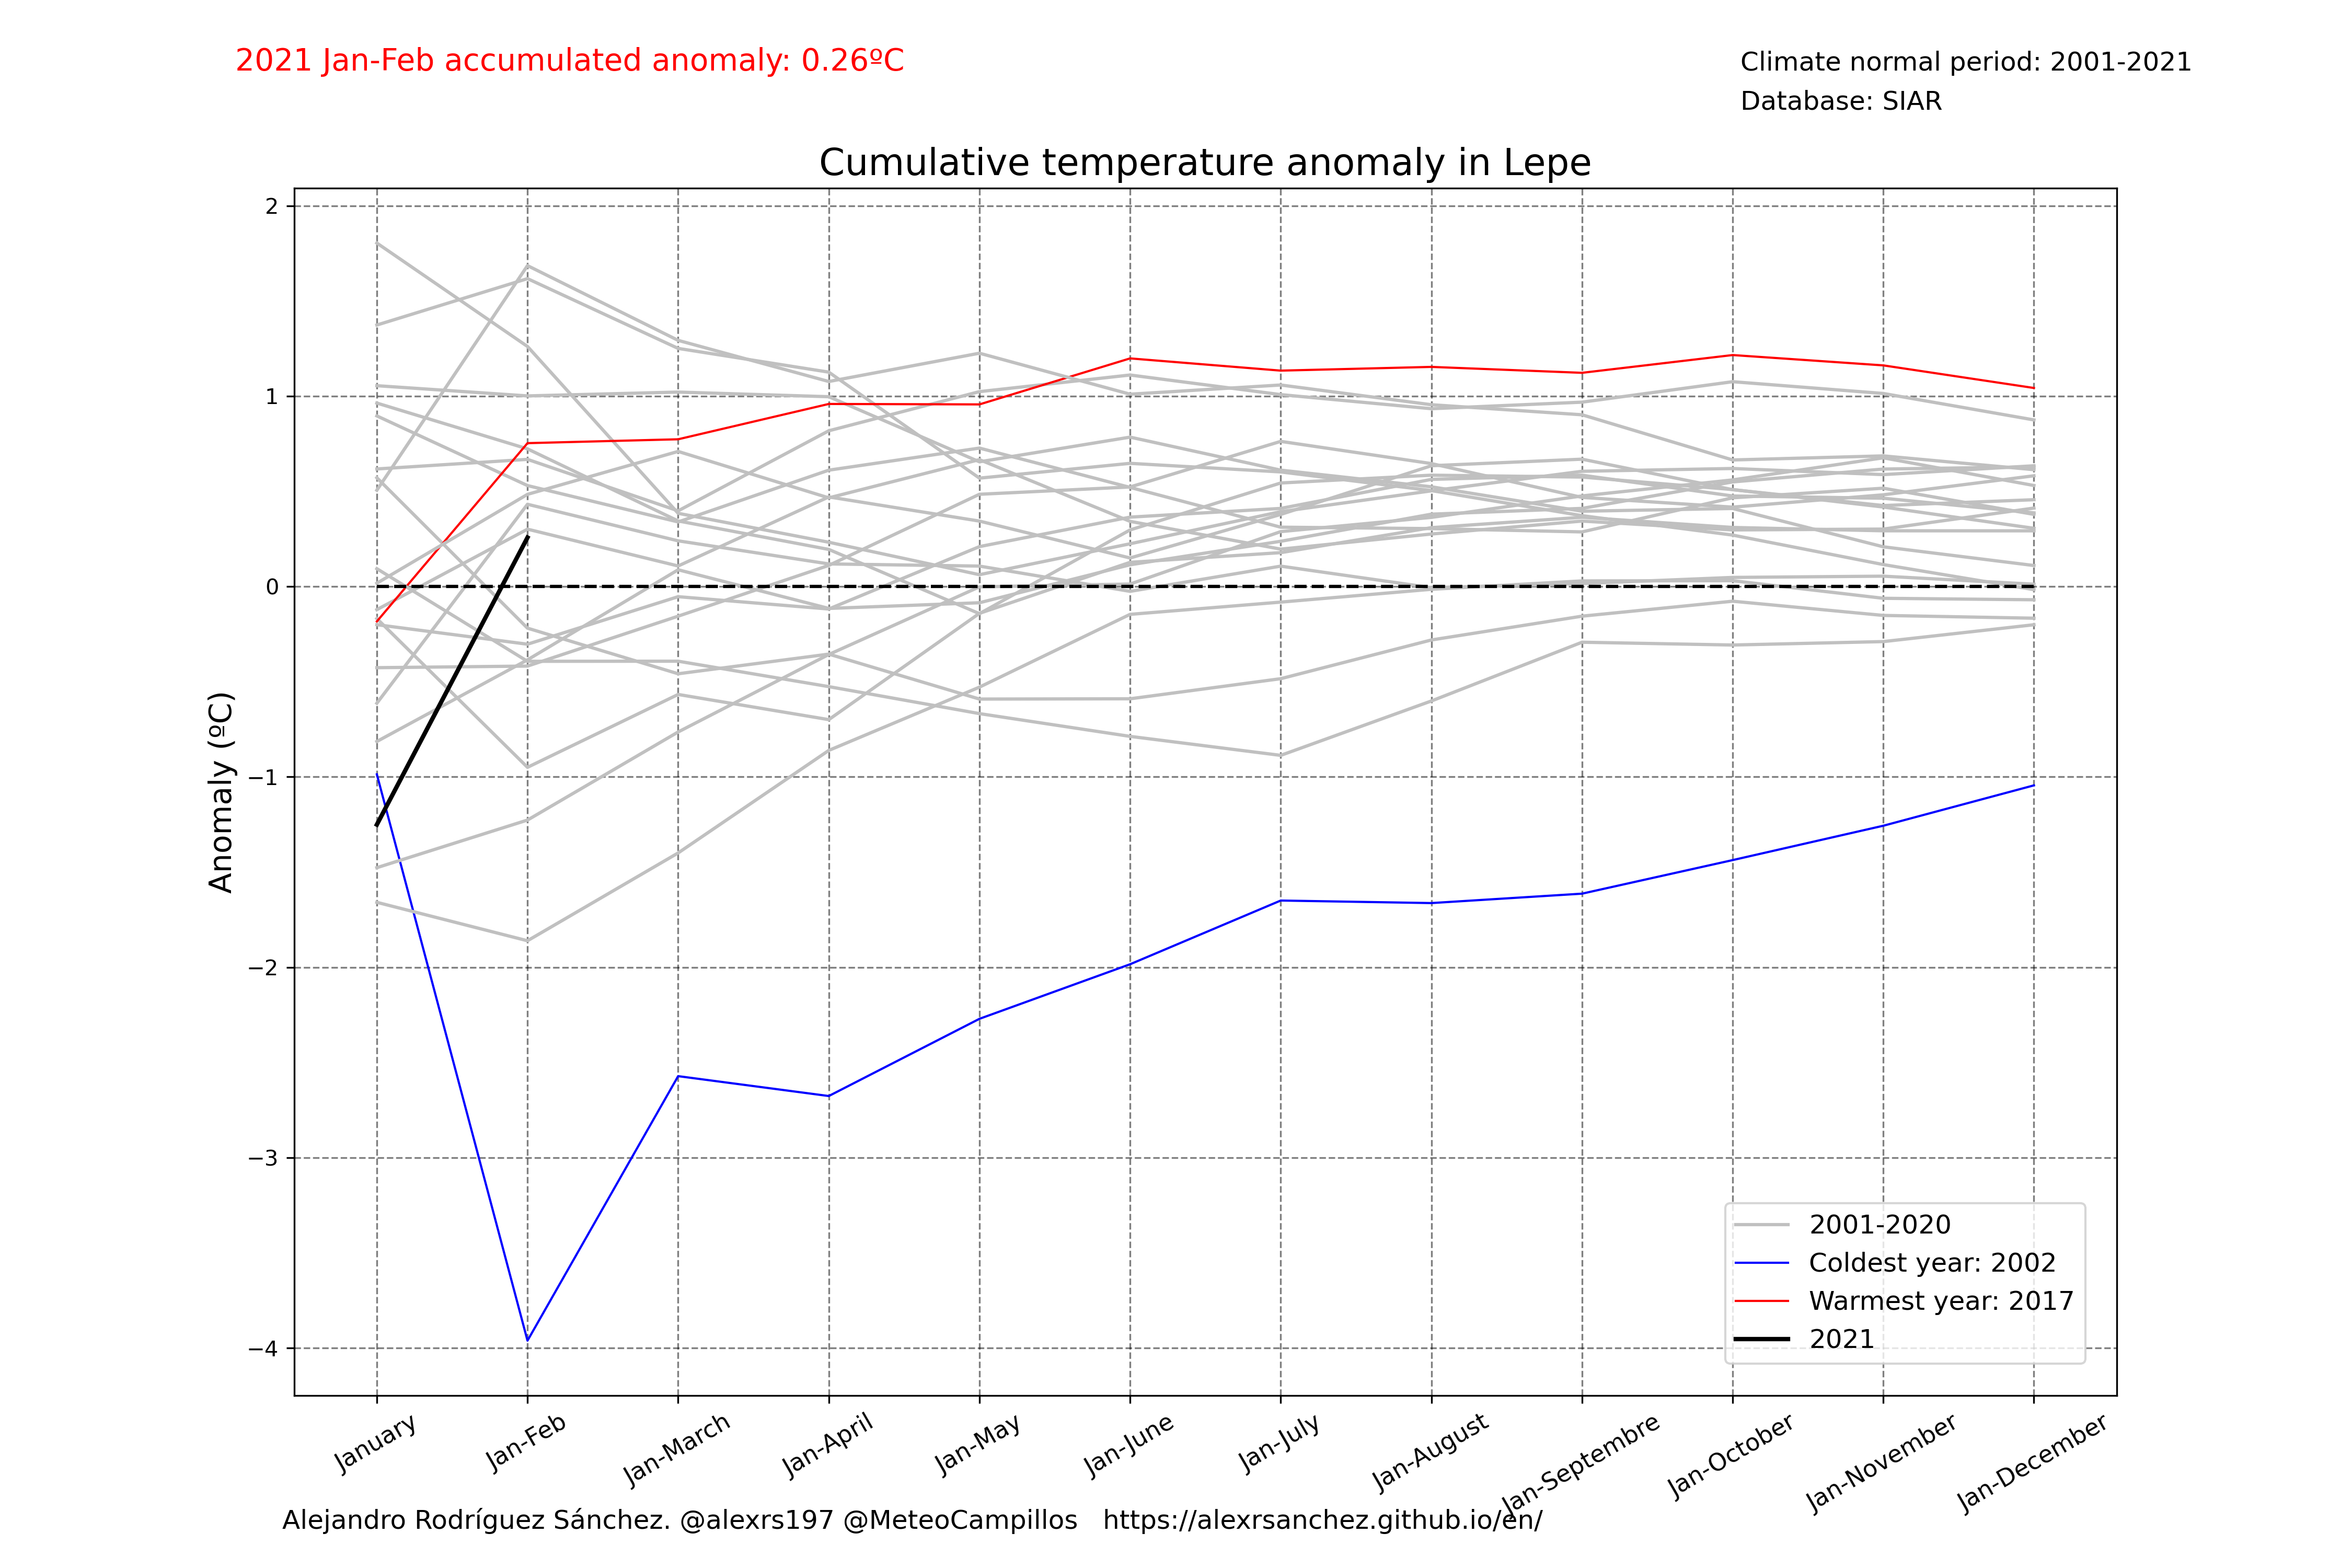 2021 Jan-Feb accumulated anomaly: 0.26ºC
Climate normal period: 2001-2021
Database: SIAR
Cumulative temperature anomaly in Lepe
Anomaly (ºC)
2
1
0
−1
−2
−3
−4
2001-2020
Coldest year: 2002
Warmest year: 2017
2021
January
Jan-Feb
Jan-March
Jan-April
Jan-May
Jan-June
Jan-July
Jan-August
Jan-Septembre
Jan-October
Jan-November
Jan-December
Alejandro Rodríguez Sánchez. @alexrs197 @MeteoCampillos https://alexrsanchez.github.io/en/